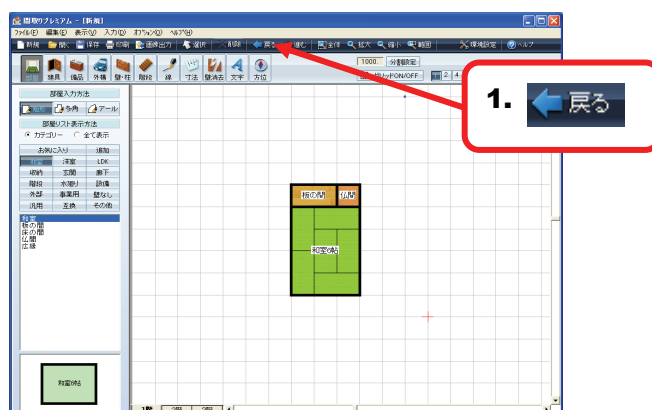 間取りプレミアム - [新規]
ファイル(F) 編集(E) 表示(V) 入力(D) オプション(O) ヘルプ(H)
新規 開く 保存 印刷 画像出力 選択 削除 戻る 進む 全体 拡大 縮小 範囲 環境設定 ヘルプ
建具 備品 外構 壁・柱 階段 線 寸法 壁消去 文字 方位
1000. 分割設定
グリッドON/OFF 2 4
部屋入力方法
多角 アール
部屋リスト表示方法
カテゴリー 全て表示
お気に入り 追加
和室 洋室 LDK
収納 玄関 廊下
階段 水廻り 設備
外部 事業用 壁なし
汎用 互換 その他
和室
板の間
床の間
仏間
広縁
板の間 仏間
和室6帖
和室6帖
1階 2階 3階
1. 戻る